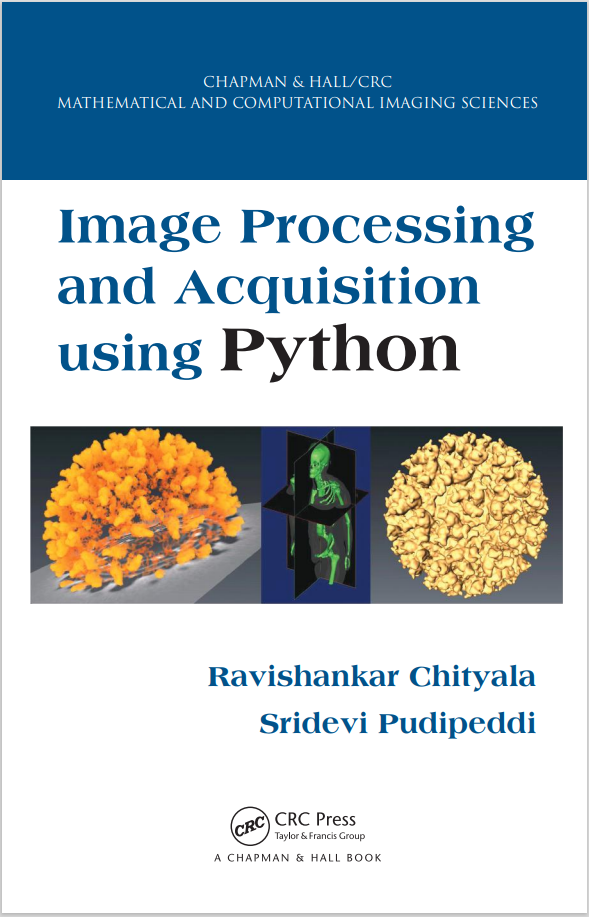 CHAPMAN & HALL/CRC
MATHEMATICAL AND COMPUTATIONAL IMAGING SCIENCES
Image Processing
and Acquisition
using Python
Ravishankar Chityala
Sridevi Pudipeddi
CRC
CRC Press
Taylor & Francis Group
A CHAPMAN & HALL BOOK